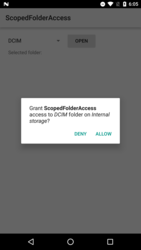 6:05
ScopedFolderAccess
DCIM
OPEN
Selected folder:
Grant ScopedFolderAccess
access to DCIM folder on Internal
storage?
DENY
ALLOW